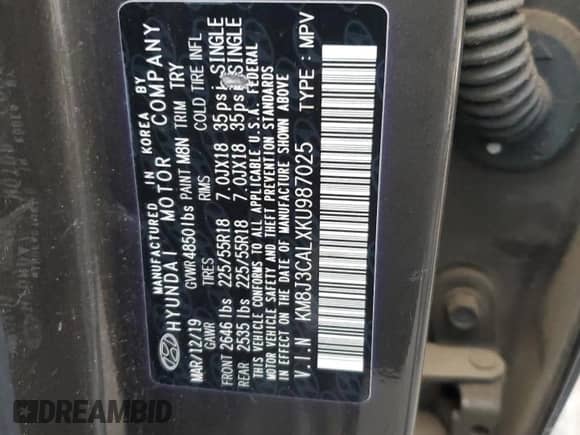 MANUFACTURED IN KOREA BY
HYUNDAI MOTOR COMPANY
MAR/12/19 GVWR 4850lbs PAINT M8N TRIM TRY
GAWR TIRES RIMS COLD TIRE INFL
FRONT 2646 lbs 225/55R18 7.0JX18 35psi SINGLE
REAR 2535 lbs 225/55R18 7.0JX18 35psi SINGLE
THIS VEHICLE CONFORMS TO ALL APPLICABLE U.S.A. FEDERAL
MOTOR VEHICLE SAFETY AND THEFT PREVENTION STANDARDS
IN EFFECT ON THE DATE OF MANUFACTURE SHOWN ABOVE
V.I.N KM8J3CALXKU987025 TYPE : MPV
DREAMBID